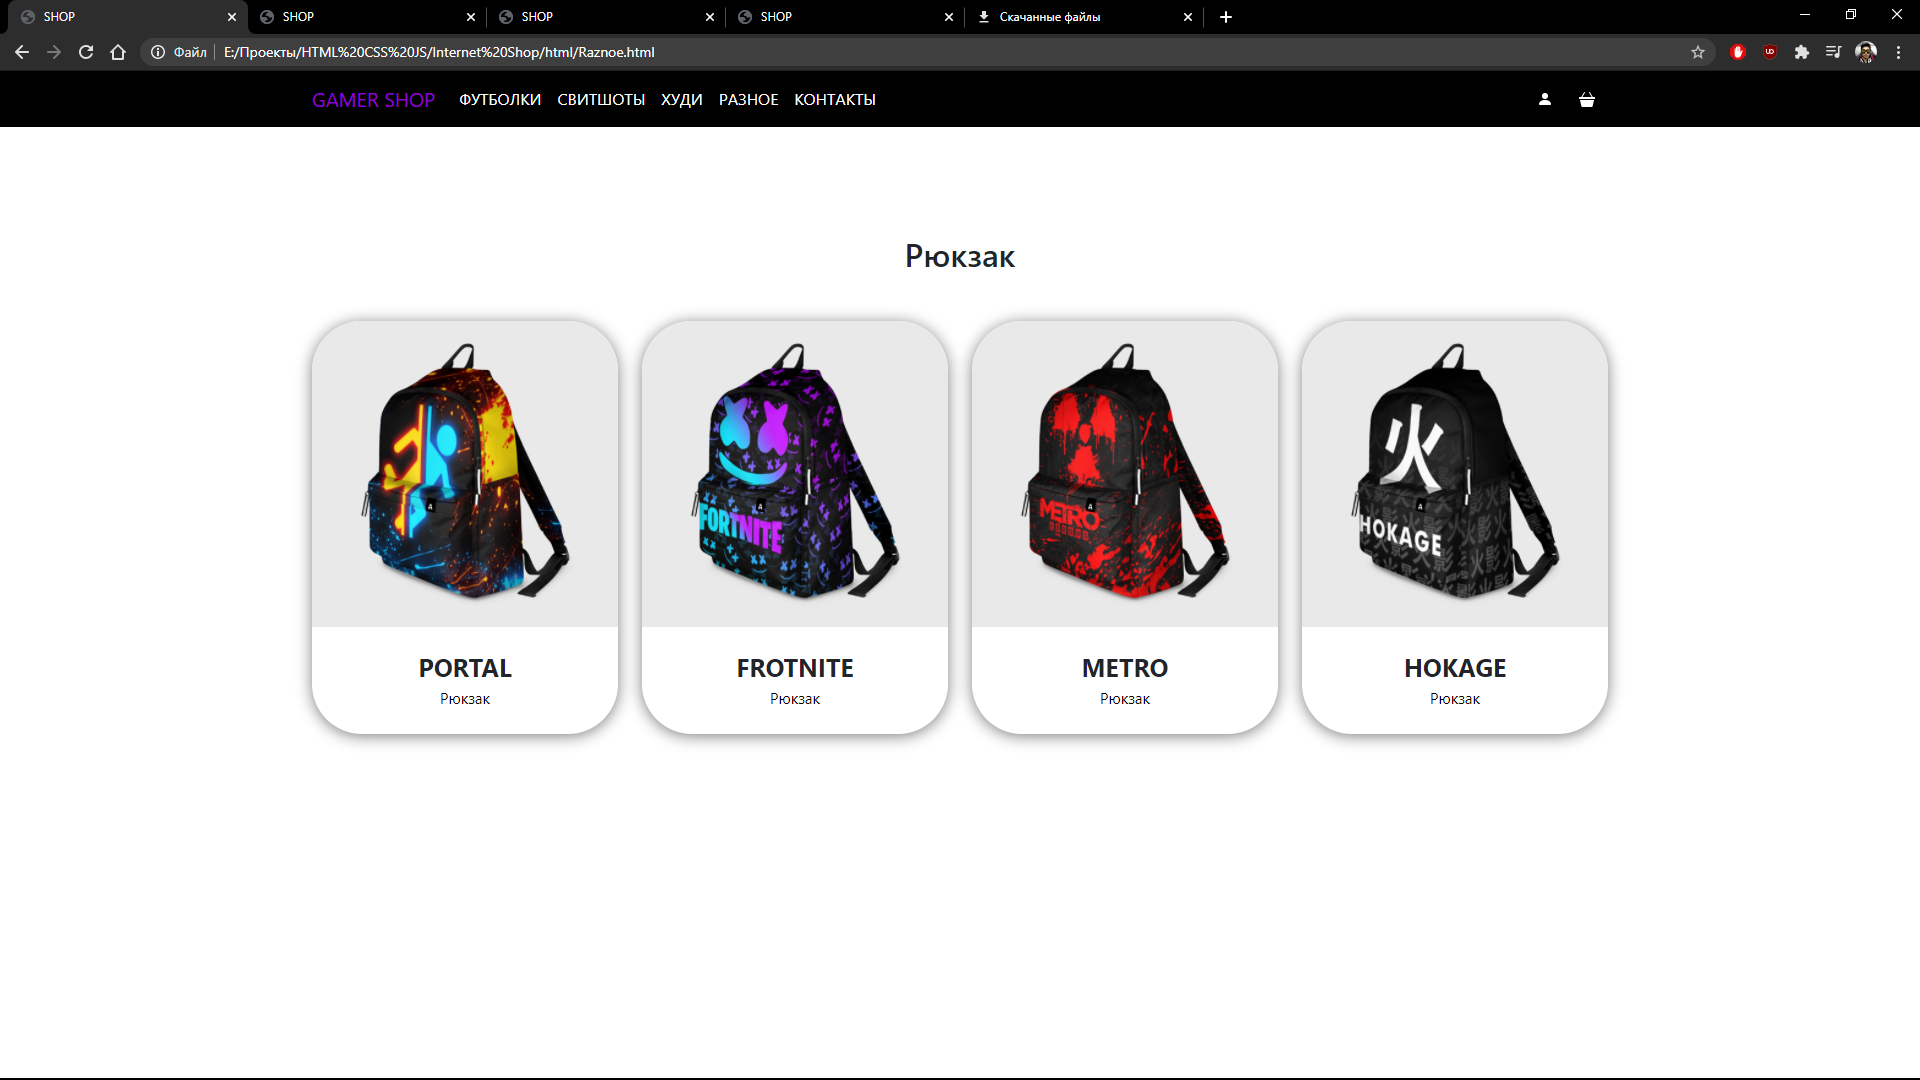 SHOP
SHOP
SHOP
SHOP
Скачанные файлы
Файл
E:/Проекты/HTML%20CSS%20JS/Internet%20Shop/html/Raznoe.html
GAMER SHOP
ФУТБОЛКИ
СВИТШОТЫ
ХУДИ
РАЗНОЕ
КОНТАКТЫ
Рюкзак
A
FORTNITE
A
METRO
A
火
HOKAGE
A
PORTAL
Рюкзак
FROTNITE
Рюкзак
METRO
Рюкзак
HOKAGE
Рюкзак